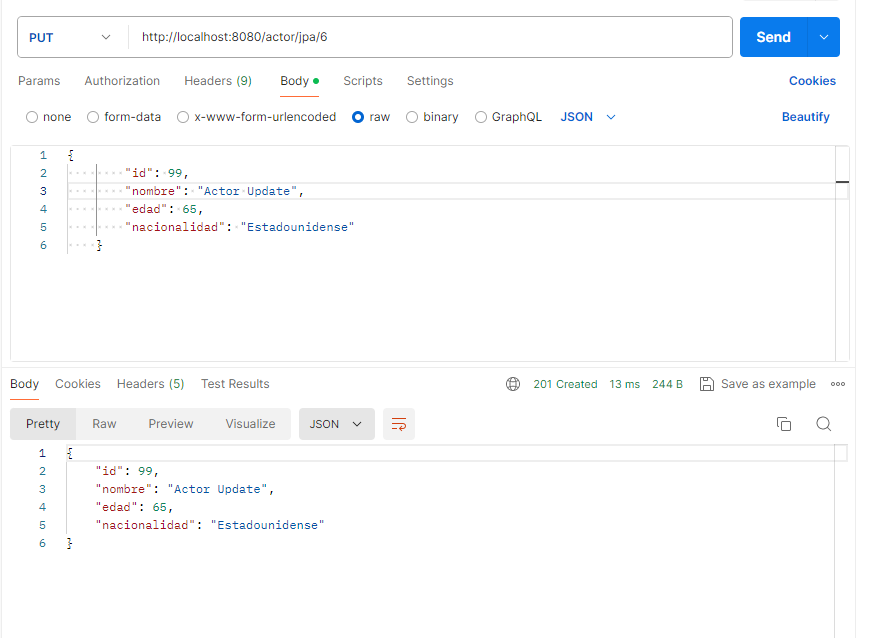 PUT http://localhost:8080/actor/jpa/6 Send
Params Authorization Headers (9) Body Scripts Settings Cookies
none form-data x-www-form-urlencoded raw binary GraphQL JSON Beautify
1 {
2 "id": 99,
3 "nombre": "Actor Update",
4 "edad": 65,
5 "nacionalidad": "Estadounidense"
6 }
Body Cookies Headers (5) Test Results 201 Created 13 ms 244 B Save as example
Pretty Raw Preview Visualize JSON
1 {
2 "id": 99,
3 "nombre": "Actor Update",
4 "edad": 65,
5 "nacionalidad": "Estadounidense"
6 }